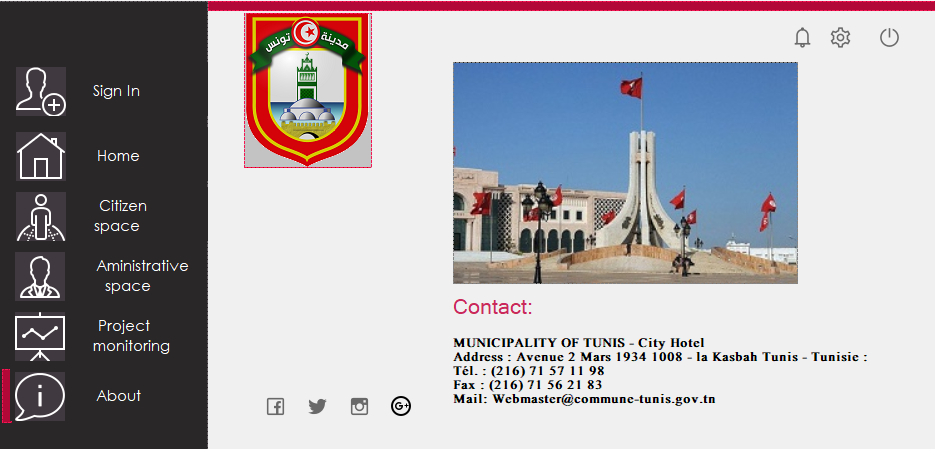 مدينة تونس
Sign In
Home
Citizen
space
Aministrative
space
Project
monitoring
About
Contact:
MUNICIPALITY OF TUNIS - City Hotel
Address : Avenue 2 Mars 1934 1008 - la Kasbah Tunis - Tunisie :
Tél. : (216) 71 57 11 98
Fax : (216) 71 56 21 83
Mail: Webmaster@commune-tunis.gov.tn
G+